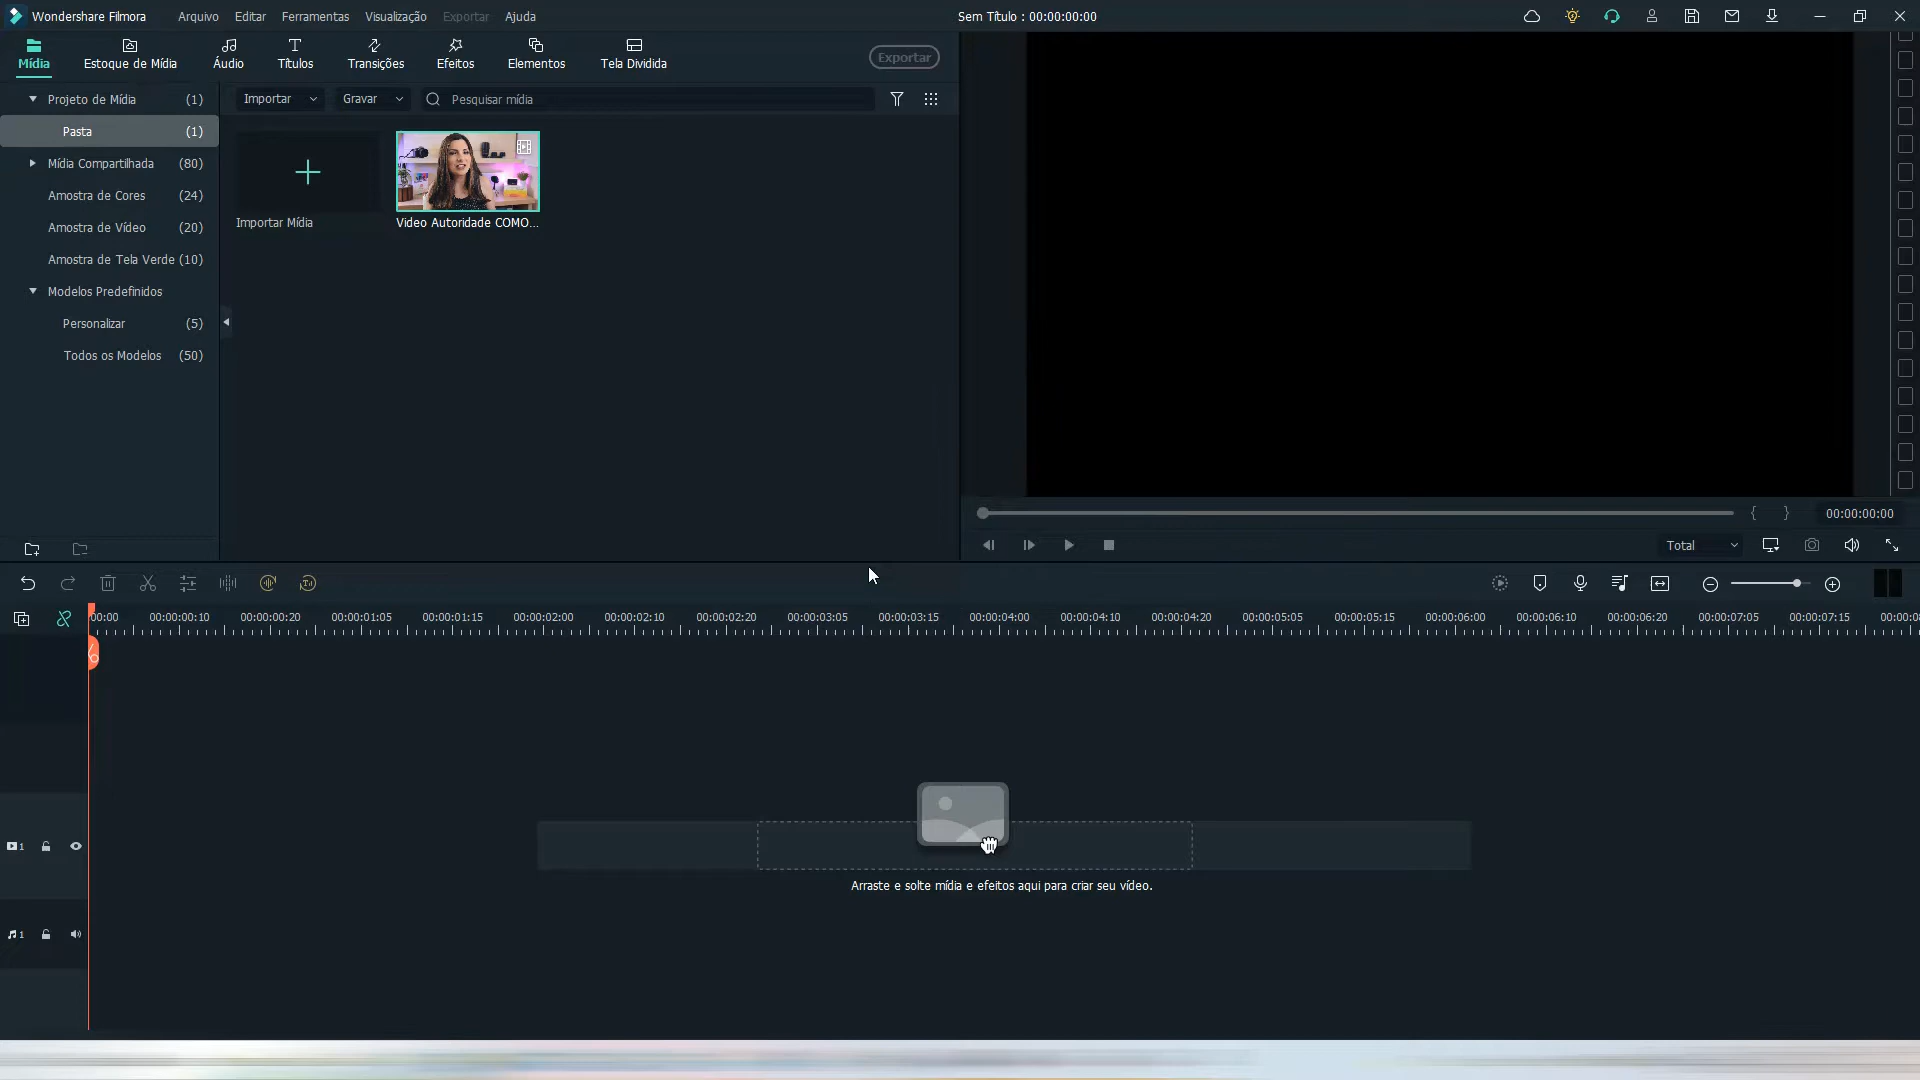 Wondershare Filmora Arquivo Editar Ferramentas Visualização Exportar Ajuda Sem Título : 00:00:00:00
Mídia Estoque de Mídia Áudio Títulos Transições Efeitos Elementos Tela Dividida Exportar
Projeto de Mídia (1)
Pasta (1)
Mídia Compartilhada (80)
Amostra de Cores (24)
Amostra de Vídeo (20)
Amostra de Tela Verde (10)
Modelos Predefinidos
Personalizar (5)
Todos os Modelos (50)
Importar Gravar Pesquisar mídia
Importar Mídia Video Autoridade COMO...
{ } 00:00:00:00
Total
00:00 00:00:00:10 00:00:00:20 00:00:01:05 00:00:01:15 00:00:02:00 00:00:02:10 00:00:02:20 00:00:03:05 00:00:03:15 00:00:04:00 00:00:04:10 00:00:04:20 00:00:05:05 00:00:05:15 00:00:06:00 00:00:06:10 00:00:06:20 00:00:07:05 00:00:07:15
1
Arraste e solte mídia e efeitos aqui para criar seu vídeo.
1